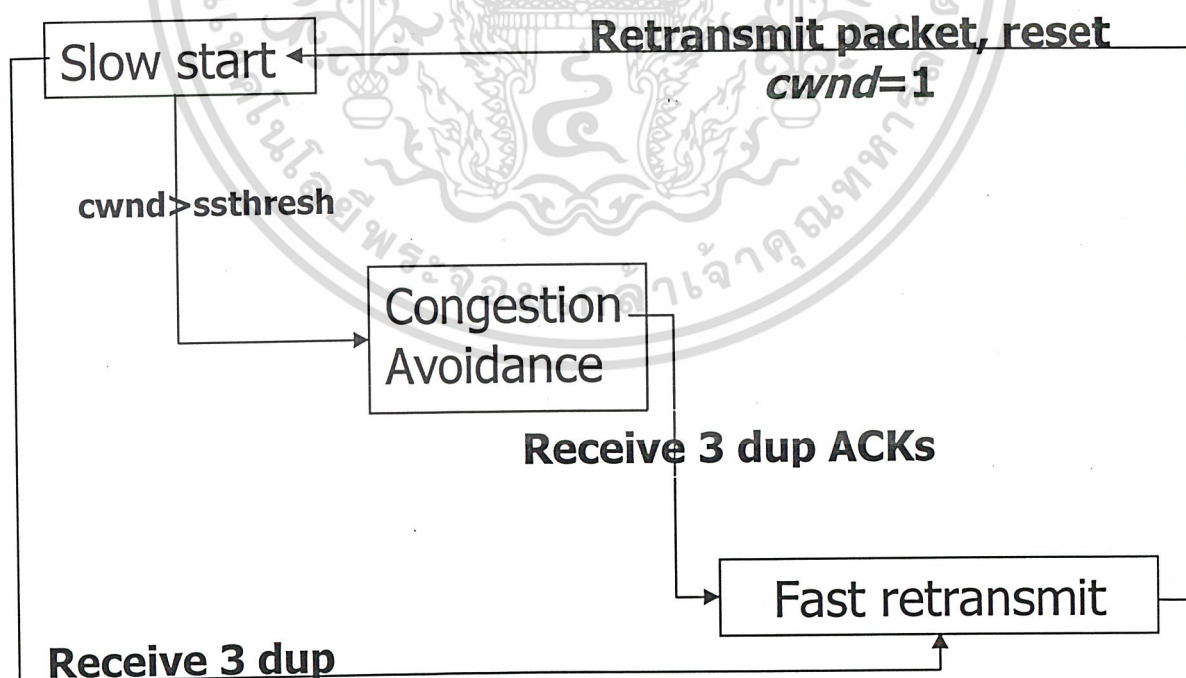 Slow start
Retransmit packet, reset
cwnd=1
cwnd>ssthresh
Congestion
Avoidance
Receive 3 dup ACKs
Fast retransmit
Receive 3 dup